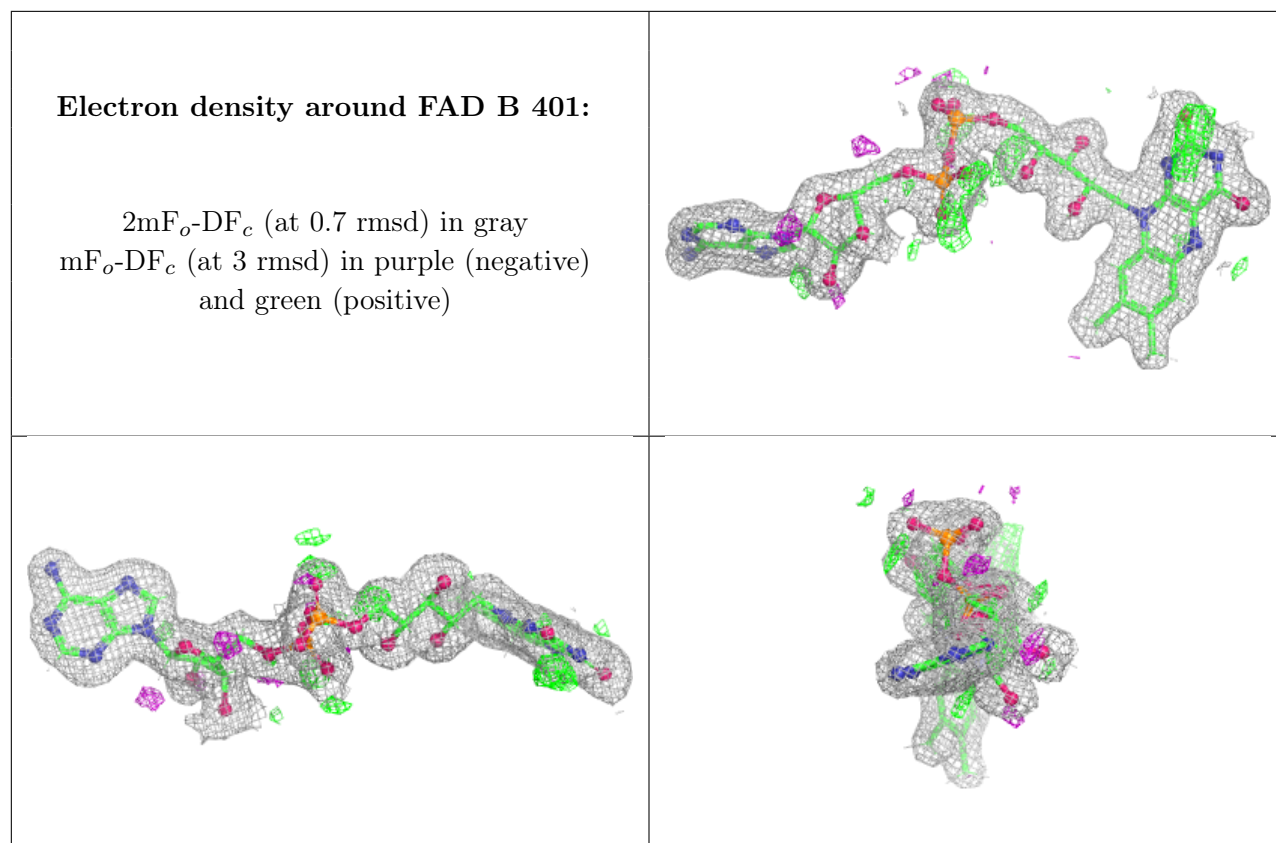 Electron density around FAD B 401:
2mFo-DFc (at 0.7 rmsd) in gray
mFo-DFc (at 3 rmsd) in purple (negative)
and green (positive)